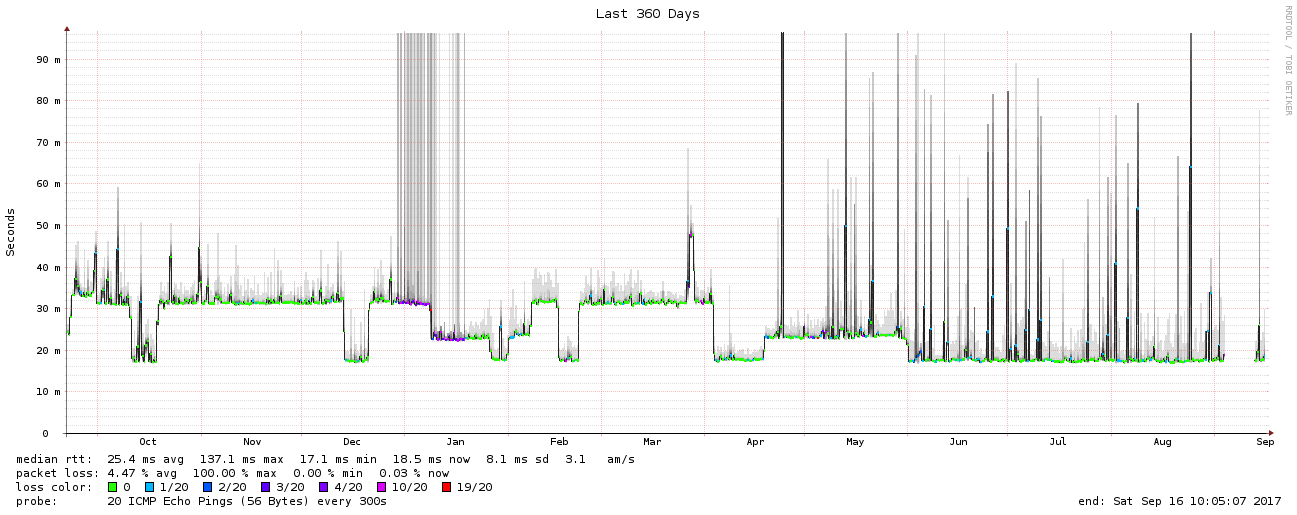 Last 360 Days
RRDTOOL / TOBI OETIKER
Seconds
90 m
80 m
70 m
60 m
50 m
40 m
30 m
20 m
10 m
0
Oct Nov Dec Jan Feb Mar Apr May Jun Jul Aug Sep
median rtt: 25.4 ms avg 137.1 ms max 17.1 ms min 18.5 ms now 8.1 ms sd 3.1 am/s
packet loss: 4.47 % avg 100.00 % max 0.00 % min 0.03 % now
loss color: 0 1/20 2/20 3/20 4/20 10/20 19/20
probe: 20 ICMP Echo Pings (56 Bytes) every 300s end: Sat Sep 16 10:05:07 2017